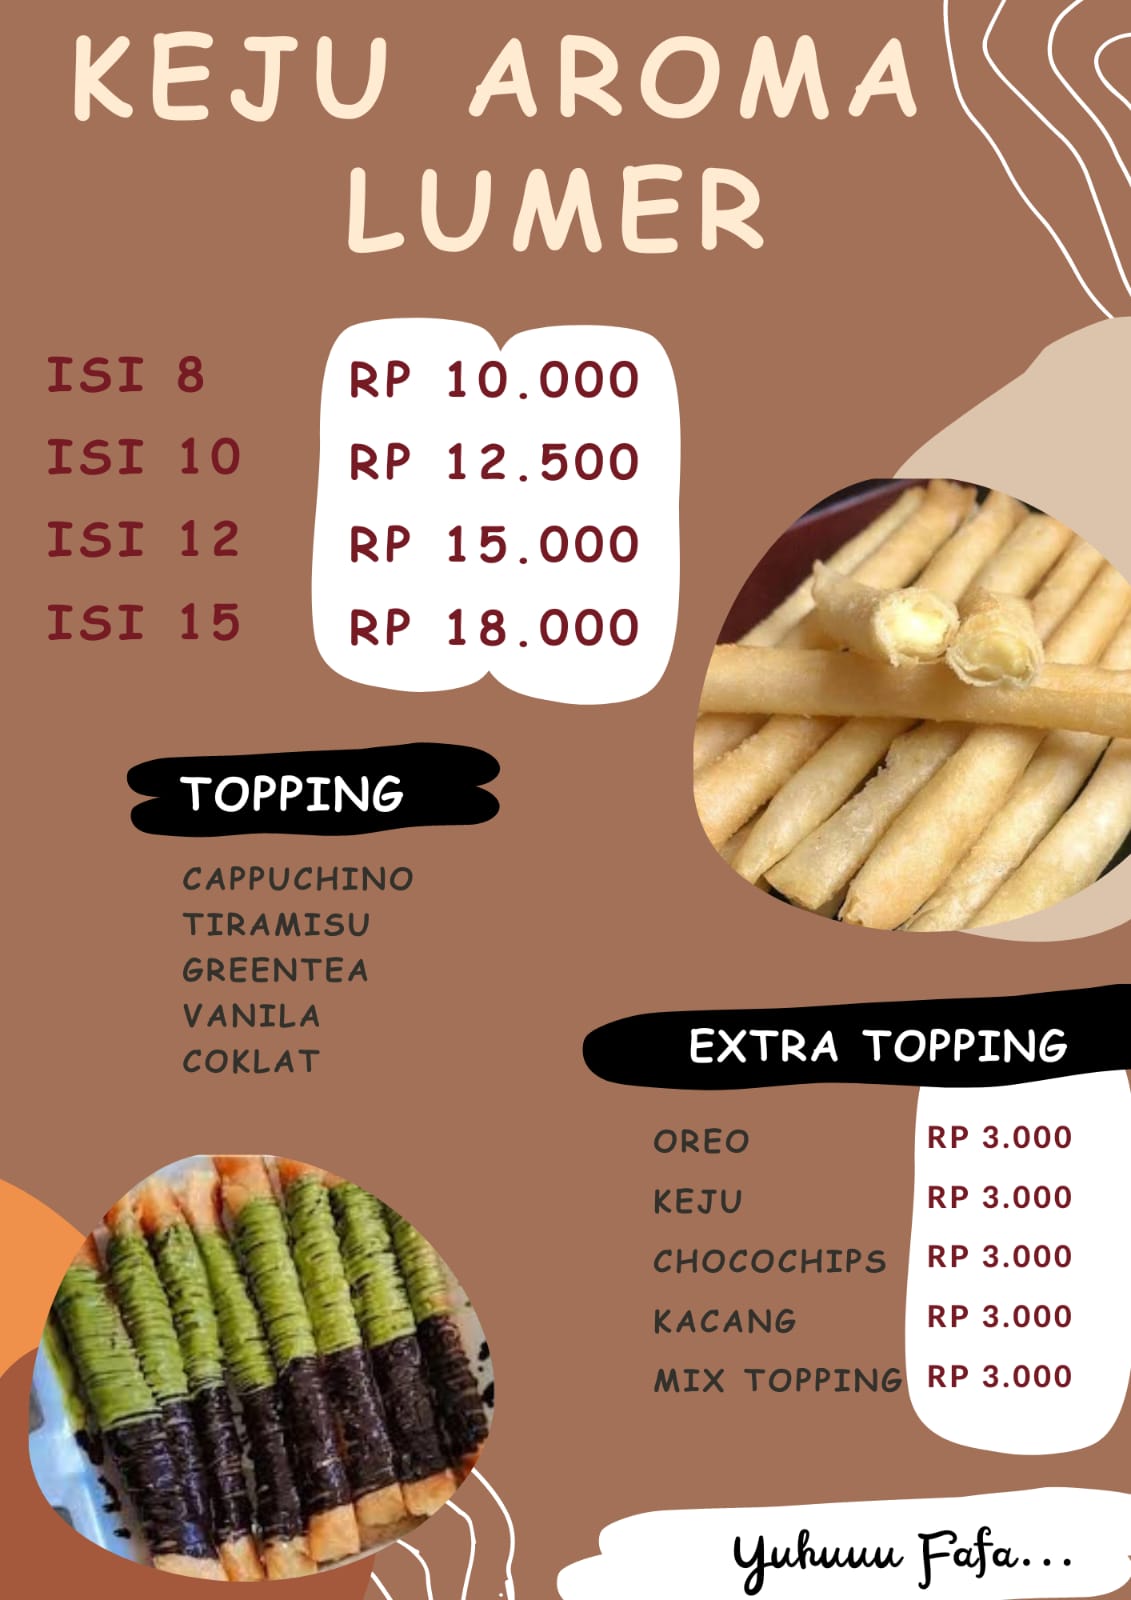 KEJU AROMA
LUMER
ISI 8 RP 10.000
ISI 10 RP 12.500
ISI 12 RP 15.000
ISI 15 RP 18.000
TOPPING
CAPPUCHINO
TIRAMISU
GREENTEA
VANILA
COKLAT
EXTRA TOPPING
OREO RP 3.000
KEJU RP 3.000
CHOCOCHIPS RP 3.000
KACANG RP 3.000
MIX TOPPING RP 3.000
Yuhuuu Fafa...